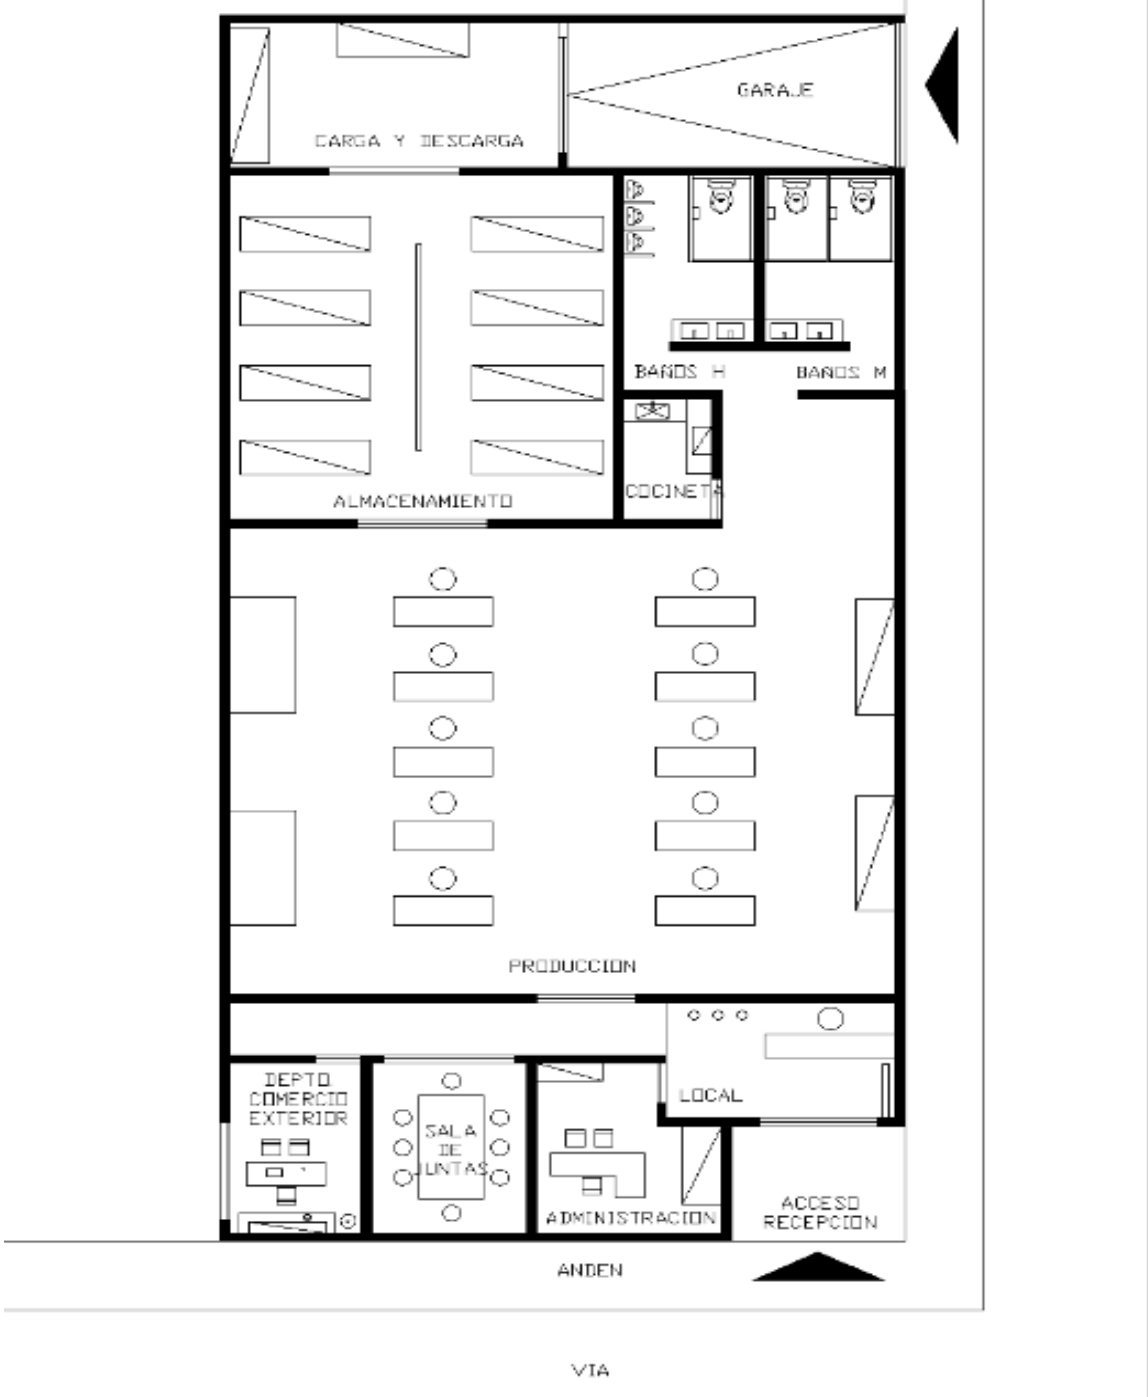 GARAJE
CARGA Y DESCARGA
BAÑOS H
BAÑOS M
COCINETA
ALMACENAMIENTO
PRODUCCION
DEPTO.
COMERCIO
EXTERIOR
SALA
DE
JUNTAS
LOCAL
ADMINISTRACION
ACCESO
RECEPCION
ANDEN
VIA